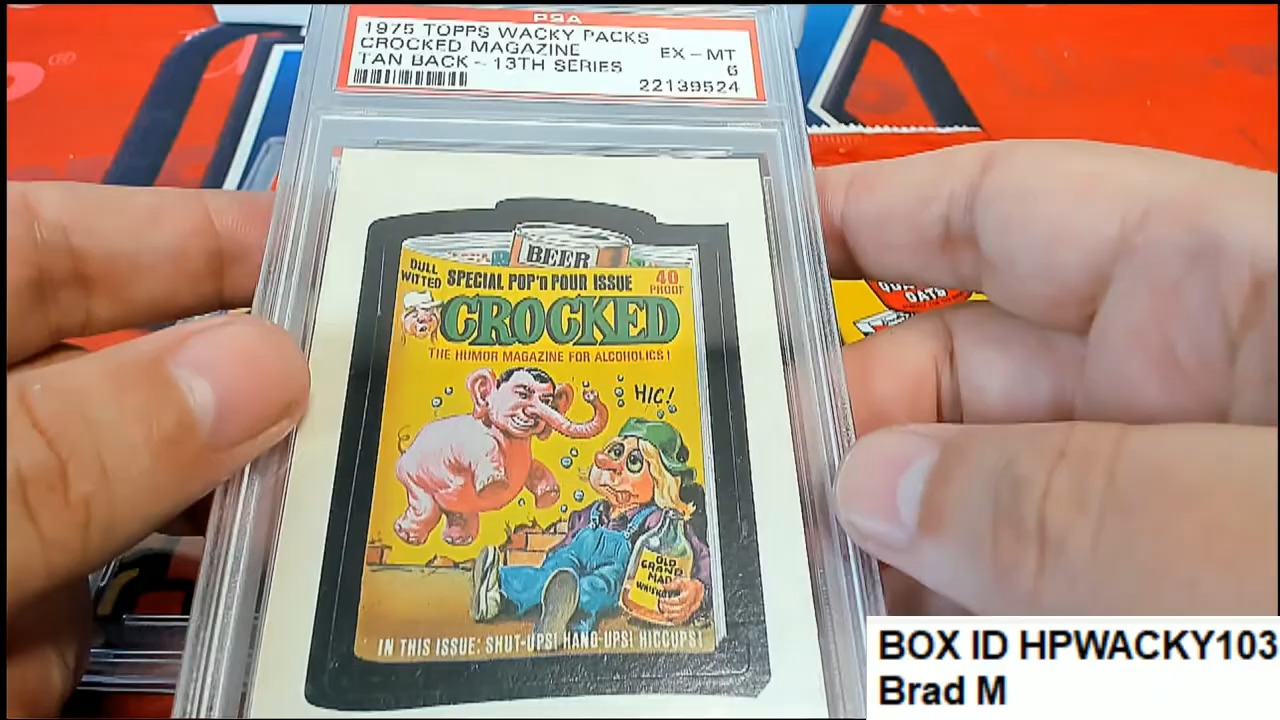 PSA
1975 TOPPS WACKY PACKS
CROCKED MAGAZINE EX-MT
TAN BACK - 13TH SERIES 6
22139524
BEER
DULL WITTED
SPECIAL POP'n POUR ISSUE
40 PROOF
CROCKED
THE HUMOR MAGAZINE FOR ALCOHOLICS!
HIC!
OLD
GRAND
MAD
WHISKEY
IN THIS ISSUE: SHUT-UPS! HANG-UPS! HICCUPS!
OATS
BOX ID HPWACKY103
Brad M